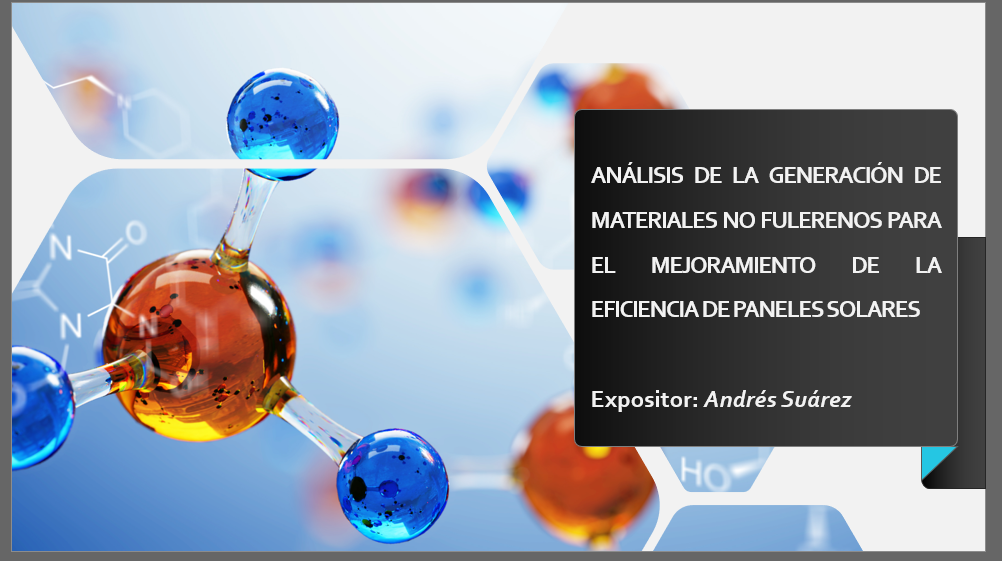 ANÁLISIS DE LA GENERACIÓN DE
MATERIALES NO FULERENOS PARA
EL MEJORAMIENTO DE LA
EFICIENCIA DE PANELES SOLARES
Expositor: Andrés Suárez
N
N
O
N
N
HO